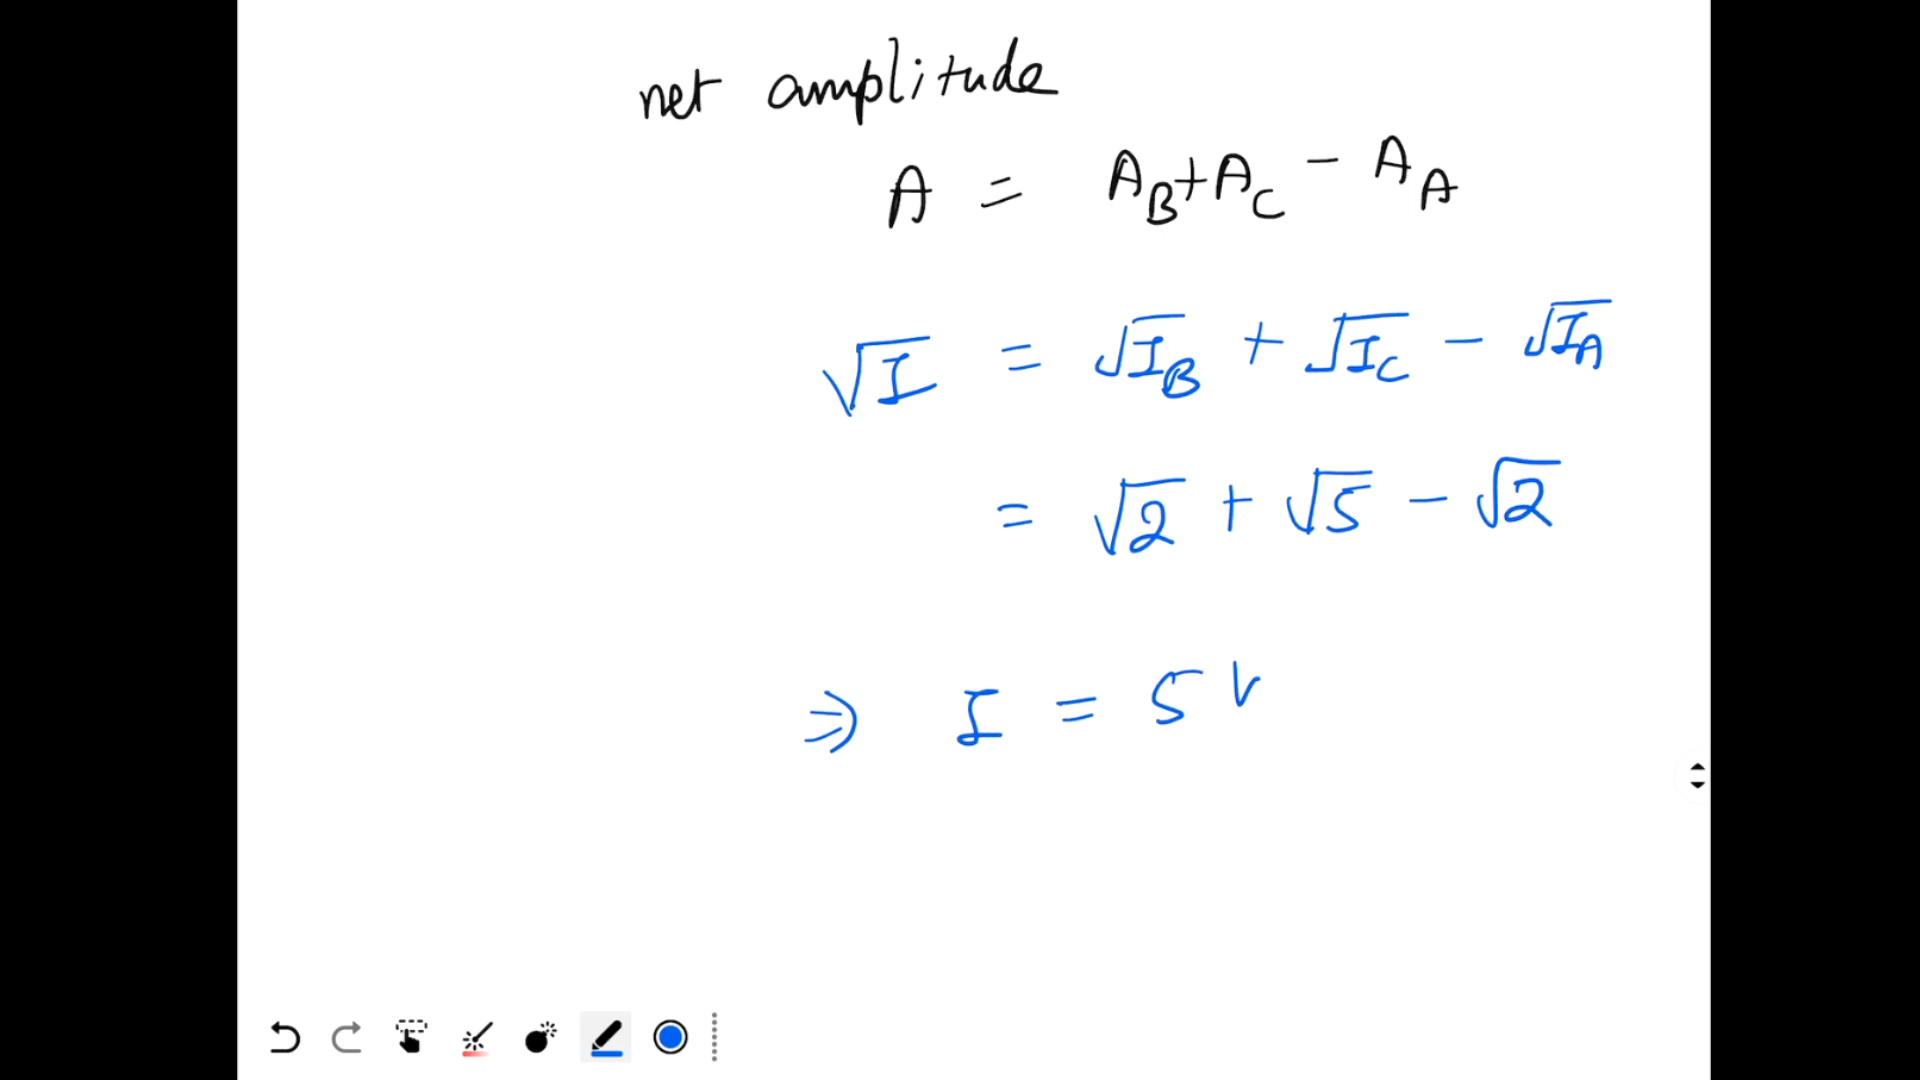 net amplitude
A = A_B + A_C - A_A
√I = √I_B + √I_C - √I_A
= √2 + √5 - √2
⇒ I = 5